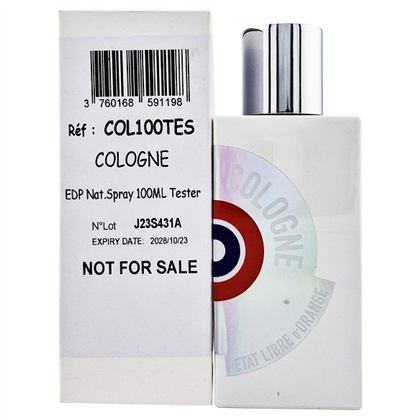 3 760168 591198
Réf : COL100TES
COLOGNE
EDP Nat.Spray 100ML Tester
N°Lot J23S431A
EXPIRY DATE: 2028/10/23
NOT FOR SALE
COLOGNE
ETAT LIBRE D'ORANGE